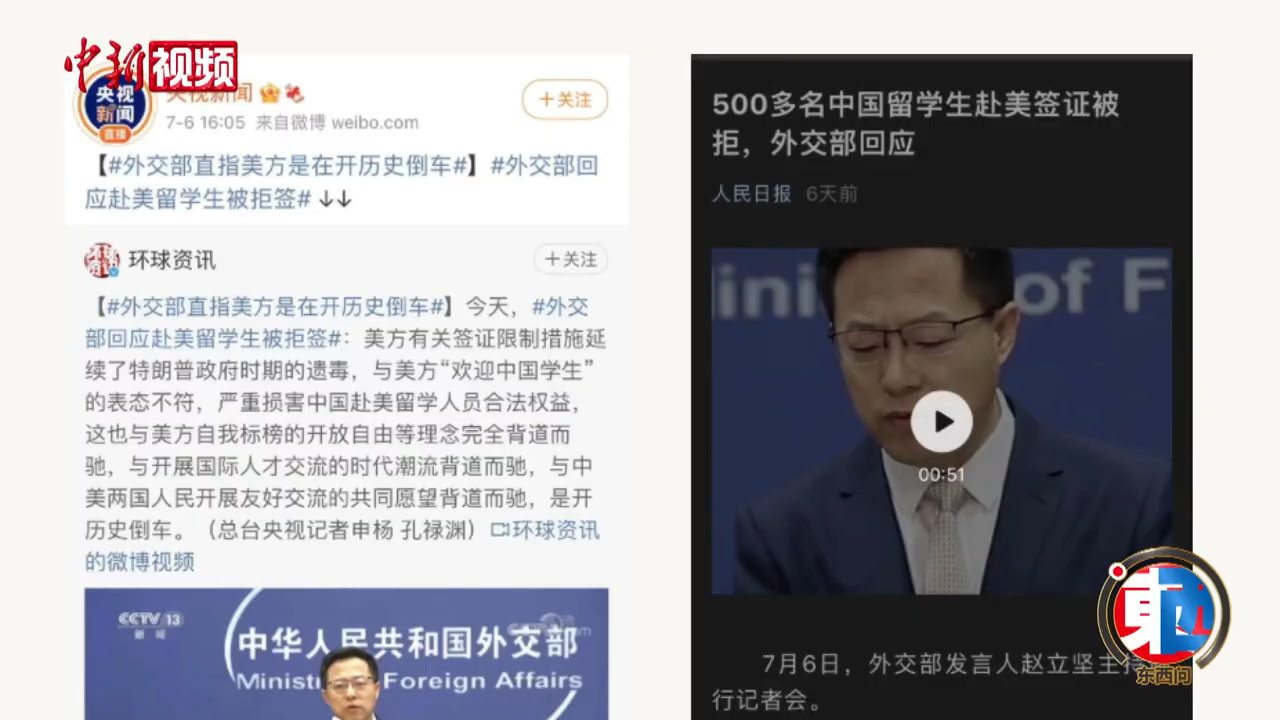 中新视频
央视新闻
央视
新闻
直播
+关注
7-6 16:05 来自微博 weibo.com
【#外交部直指美方是在开历史倒车#】#外交部回
应赴美留学生被拒签# ↓↓
环球资讯
+关注
【#外交部直指美方是在开历史倒车#】今天，#外交
部回应赴美留学生被拒签#：美方有关签证限制措施延
续了特朗普政府时期的遗毒，与美方“欢迎中国学生”
的表态不符，严重损害中国赴美留学人员合法权益，
这也与美方自我标榜的开放自由等理念完全背道而
驰，与开展国际人才交流的时代潮流背道而驰，与中
美两国人民开展友好交流的共同愿望背道而驰，是开
历史倒车。（总台央视记者申杨 孔禄渊）环球资讯
的微博视频
CCTV 13
新闻
中华人民共和国外交部
Minist Foreign Affairs
500多名中国留学生赴美签证被
拒，外交部回应
人民日报 6天前
ini of F
00:51
7月6日，外交部发言人赵立坚主持
行记者会。
东西问